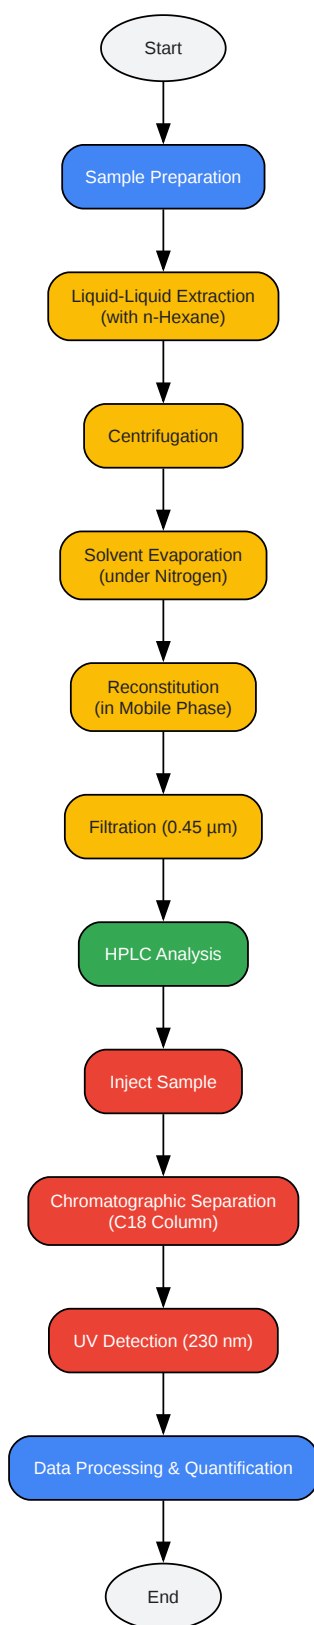 Start
Sample Preparation
Liquid-Liquid Extraction
(with n-Hexane)
Centrifugation
Solvent Evaporation
(under Nitrogen)
Reconstitution
(in Mobile Phase)
Filtration (0.45 µm)
HPLC Analysis
Inject Sample
Chromatographic Separation
(C18 Column)
UV Detection (230 nm)
Data Processing & Quantification
End